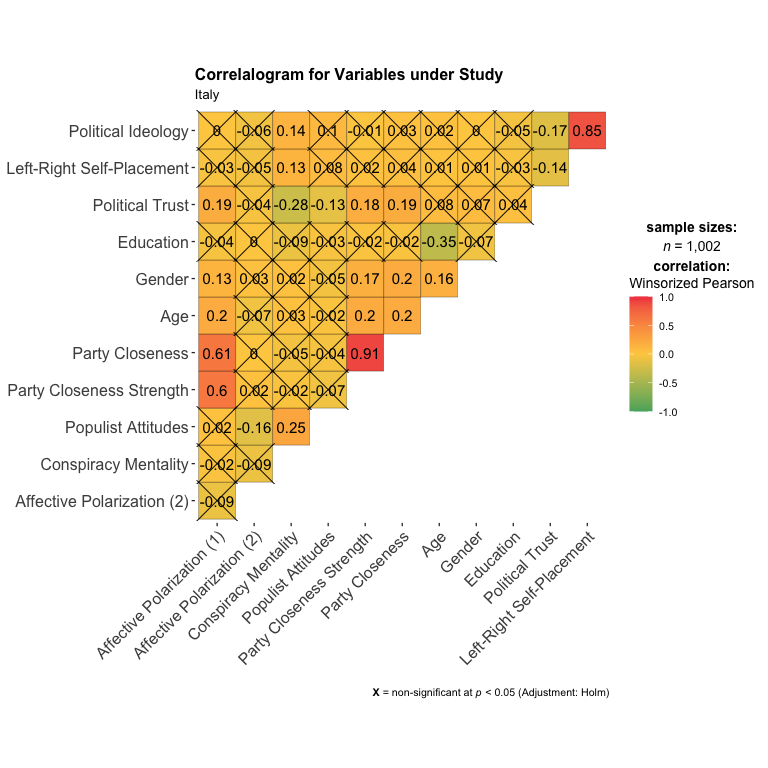 Correlalogram for Variables under Study
Italy
Political Ideology 0 -0.06 0.14 0.1 -0.01 0.03 0.02 0 -0.05 -0.17 0.85
Left-Right Self-Placement -0.03 -0.05 0.13 0.08 0.02 0.04 0.01 0.01 -0.03 -0.14
Political Trust 0.19 -0.04 -0.28 -0.13 0.18 0.19 0.08 0.07 0.04
Education -0.04 0 -0.09 -0.03 -0.02 -0.02 -0.35 -0.07
Gender 0.13 0.03 0.02 -0.05 0.17 0.2 0.16
Age 0.2 -0.07 0.03 -0.02 0.2 0.2
Party Closeness 0.61 0 -0.05 -0.04 0.91
Party Closeness Strength 0.6 0.02 -0.02 -0.07
Populist Attitudes 0.02 -0.16 0.25
Conspiracy Mentality -0.02 -0.09
Affective Polarization (2) -0.09
Affective Polarization (1)
Affective Polarization (2)
Conspiracy Mentality
Populist Attitudes
Party Closeness Strength
Party Closeness
Age
Gender
Education
Political Trust
Left-Right Self-Placement
sample sizes:
n = 1,002
correlation:
Winsorized Pearson
1.0
0.5
0.0
-0.5
-1.0
X = non-significant at p < 0.05 (Adjustment: Holm)